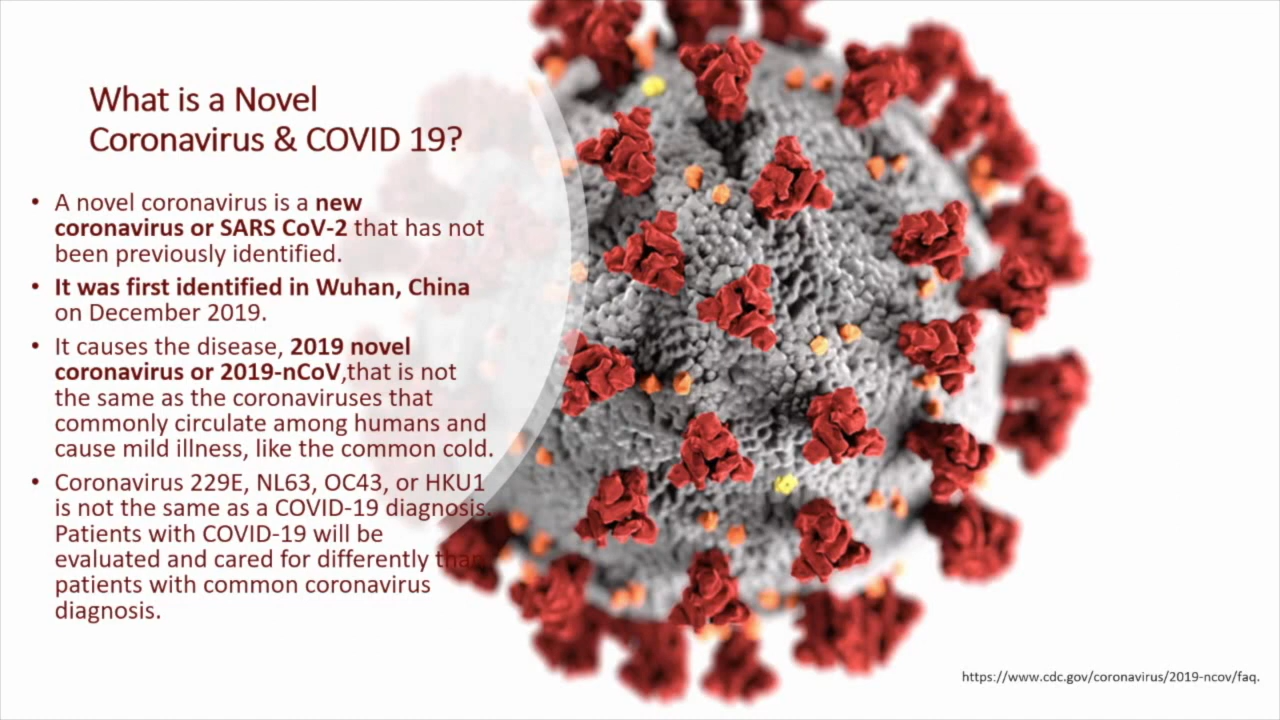 What is a Novel
Coronavirus & COVID 19?
• A novel coronavirus is a new
coronavirus or SARS CoV-2 that has not
been previously identified.
• It was first identified in Wuhan, China
on December 2019.
• It causes the disease, 2019 novel
coronavirus or 2019-nCoV,that is not
the same as the coronaviruses that
commonly circulate among humans and
cause mild illness, like the common cold.
• Coronavirus 229E, NL63, OC43, or HKU1
is not the same as a COVID-19 diagnosis.
Patients with COVID-19 will be
evaluated and cared for differently than
patients with common coronavirus
diagnosis.
https://www.cdc.gov/coronavirus/2019-ncov/faq.